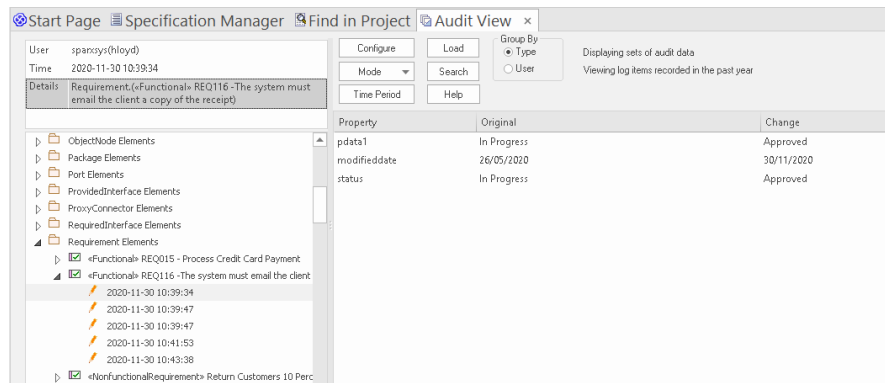 Start Page Specification Manager Find in Project Audit View ×
User sparxsys(hloyd)
Time 2020-11-30 10:39:34
Details Requirement.(«Functional» REQ116 -The system must
email the client a copy of the receipt)
Configure Load
Mode Search
Time Period Help
Group By
Type
User
Displaying sets of audit data
Viewing log items recorded in the past year
ObjectNode Elements
Package Elements
Port Elements
ProvidedInterface Elements
ProxyConnector Elements
RequiredInterface Elements
Requirement Elements
«Functional» REQ015 - Process Credit Card Payment
«Functional» REQ116 -The system must email the client
2020-11-30 10:39:34
2020-11-30 10:39:47
2020-11-30 10:39:47
2020-11-30 10:41:53
2020-11-30 10:43:38
«NonfunctionalRequirement» Return Customers 10 Perc
Property Original Change
pdata1 In Progress Approved
modifieddate 26/05/2020 30/11/2020
status In Progress Approved